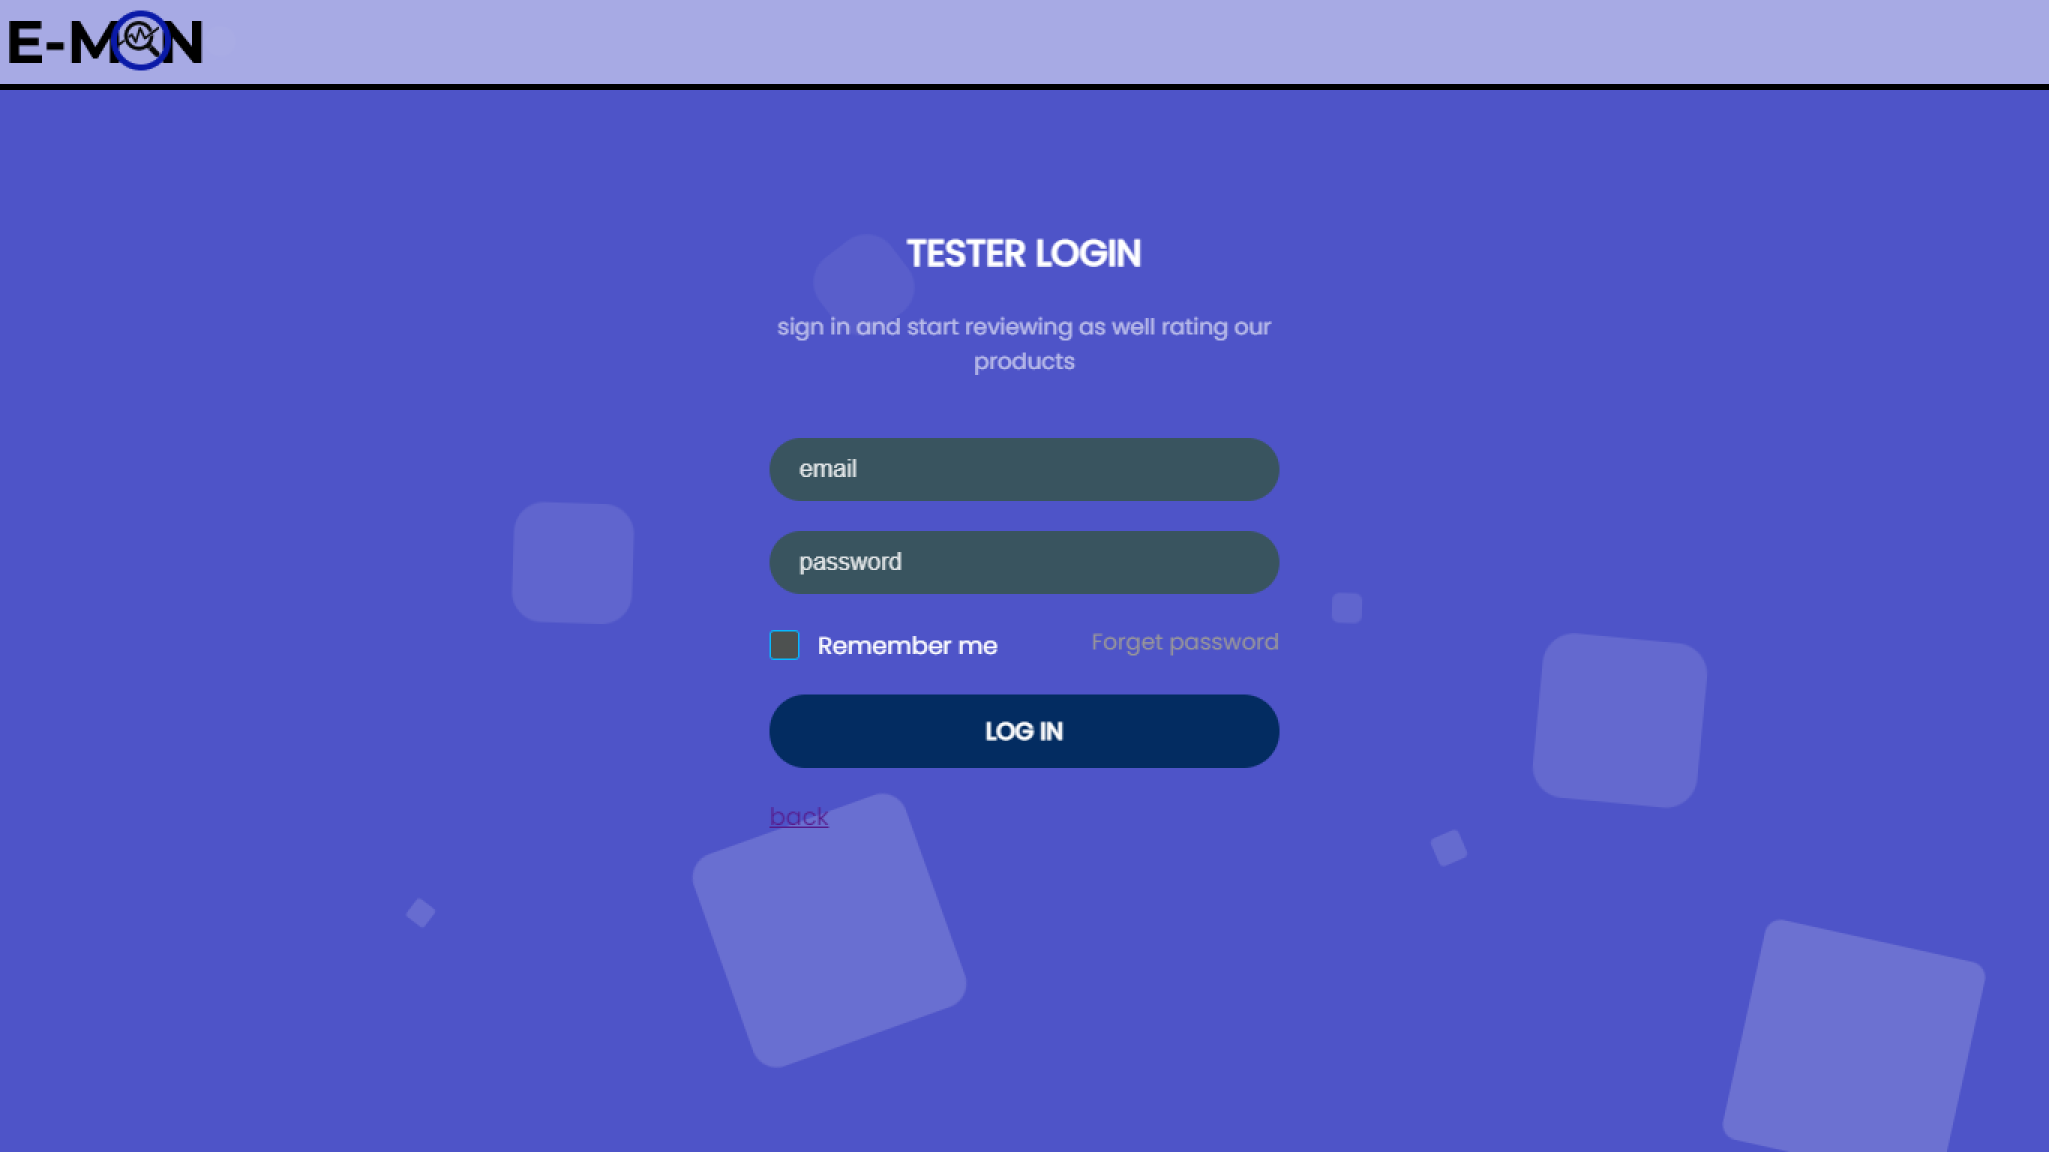 E-MON
TESTER LOGIN
sign in and start reviewing as well rating our
products
email
password
Remember me
Forget password
LOG IN
back